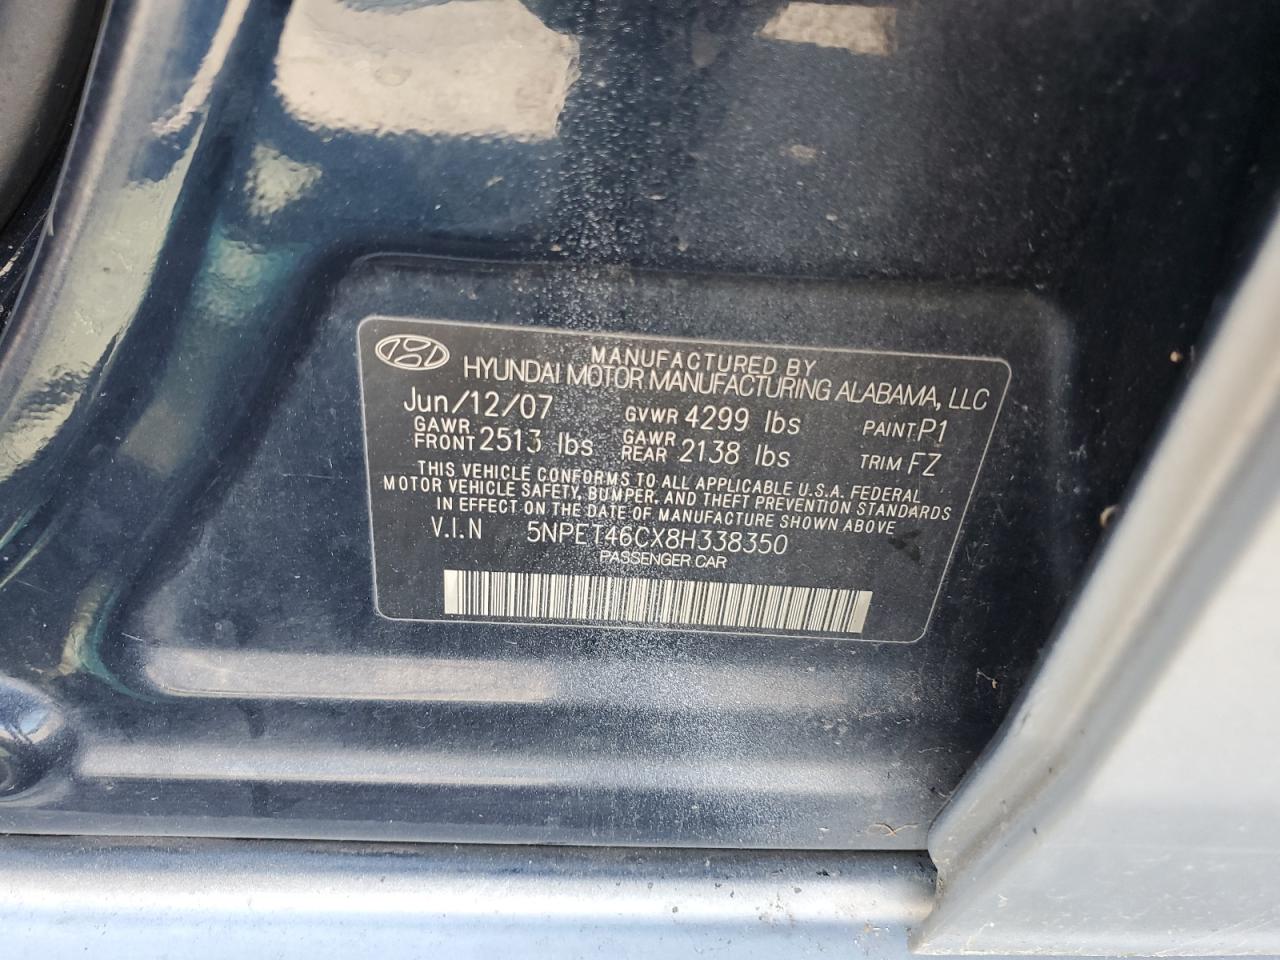 MANUFACTURED BY
HYUNDAI MOTOR MANUFACTURING ALABAMA, LLC
Jun/12/07 GVWR 4299 lbs PAINT: P1
GAWR FRONT 2513 lbs GAWR REAR 2138 lbs TRIM FZ
THIS VEHICLE CONFORMS TO ALL APPLICABLE U.S.A. FEDERAL
MOTOR VEHICLE SAFETY, BUMPER, AND THEFT PREVENTION STANDARDS
IN EFFECT ON THE DATE OF MANUFACTURE SHOWN ABOVE
V.I.N 5NPET46CX8H338350
PASSENGER CAR